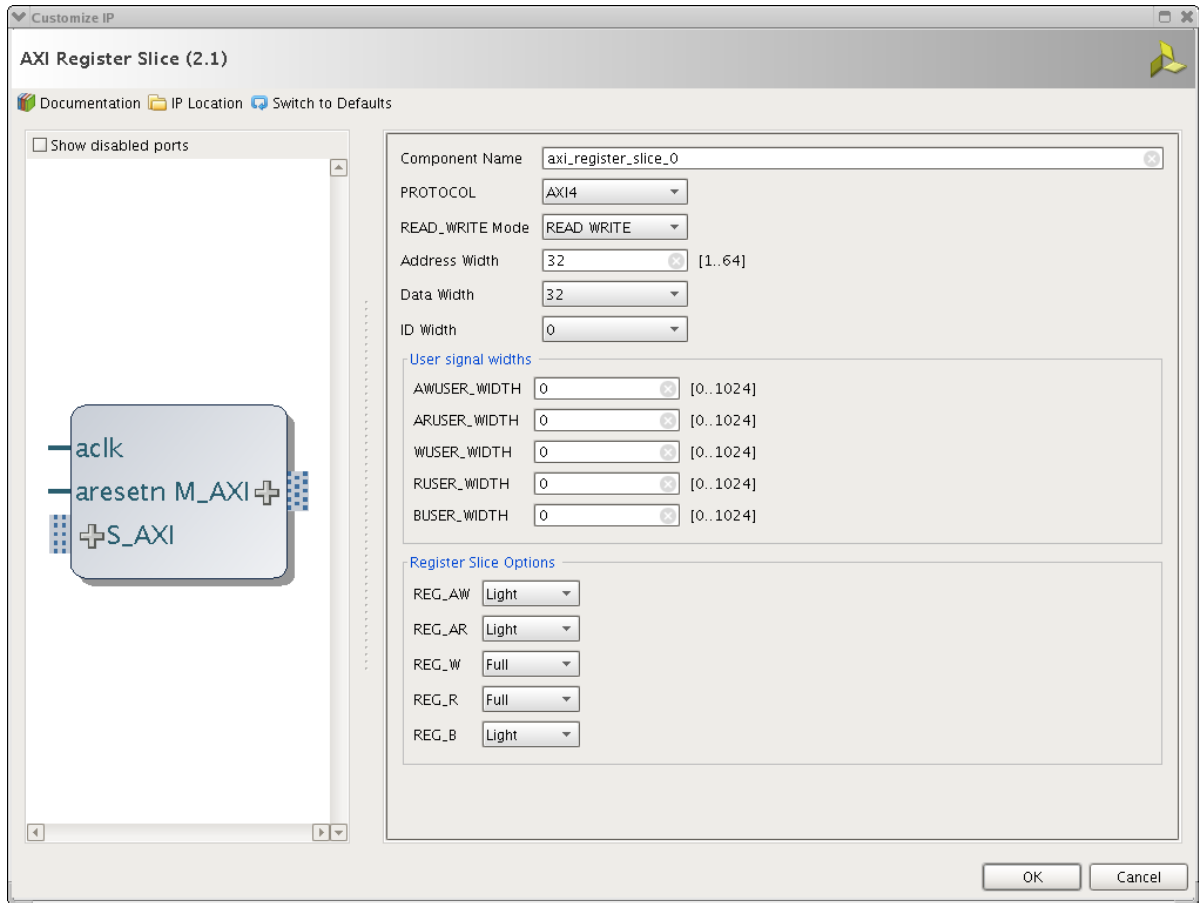 Customize IP
AXI Register Slice (2.1)
Documentation IP Location Switch to Defaults
Show disabled ports
aclk
aresetn M_AXI
S_AXI
Component Name axi_register_slice_0
PROTOCOL AXI4
READ_WRITE Mode READ WRITE
Address Width 32 [1..64]
Data Width 32
ID Width 0
User signal widths
AWUSER_WIDTH 0 [0..1024]
ARUSER_WIDTH 0 [0..1024]
WUSER_WIDTH 0 [0..1024]
RUSER_WIDTH 0 [0..1024]
BUSER_WIDTH 0 [0..1024]
Register Slice Options
REG_AW Light
REG_AR Light
REG_W Full
REG_R Full
REG_B Light
OK Cancel